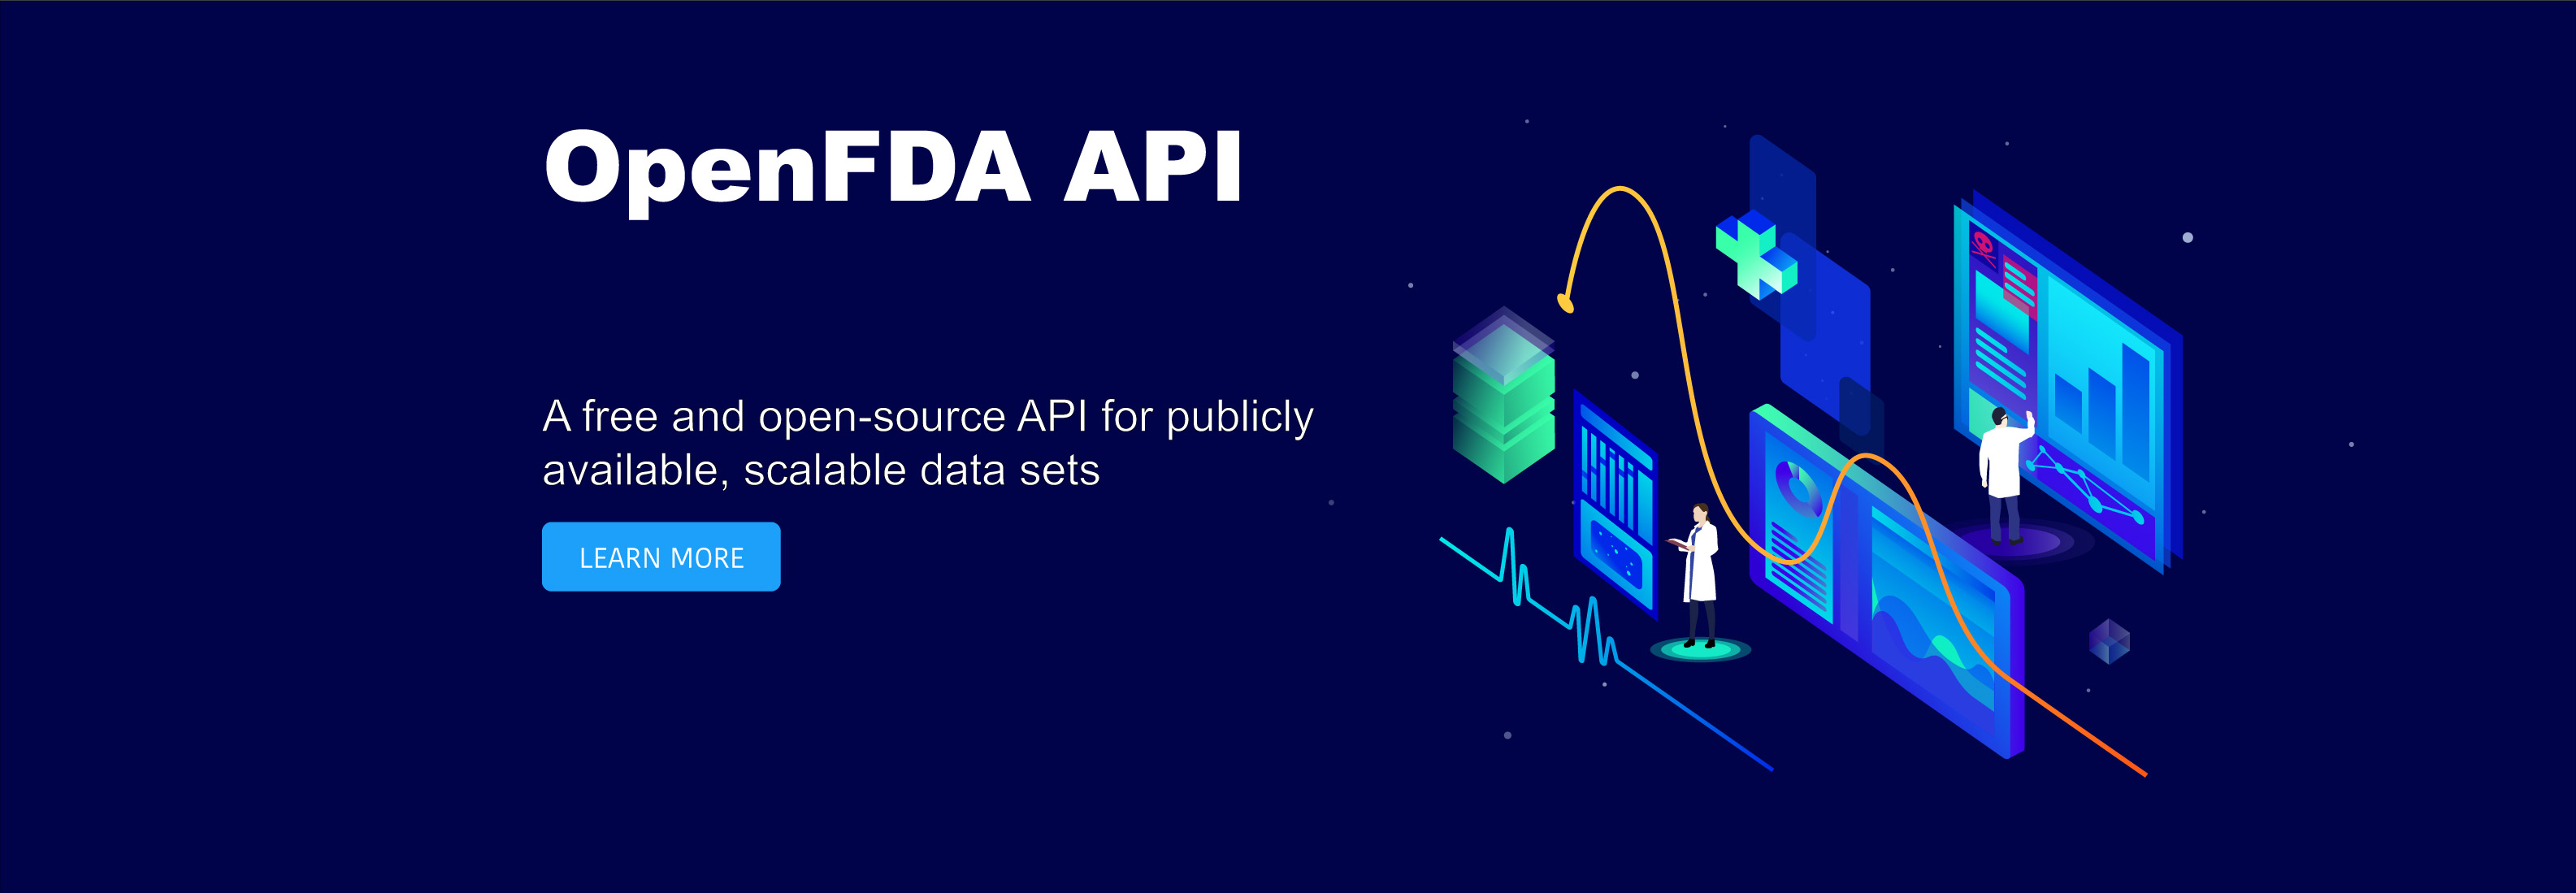 OpenFDA API
A free and open-source API for publicly
available, scalable data sets
LEARN MORE